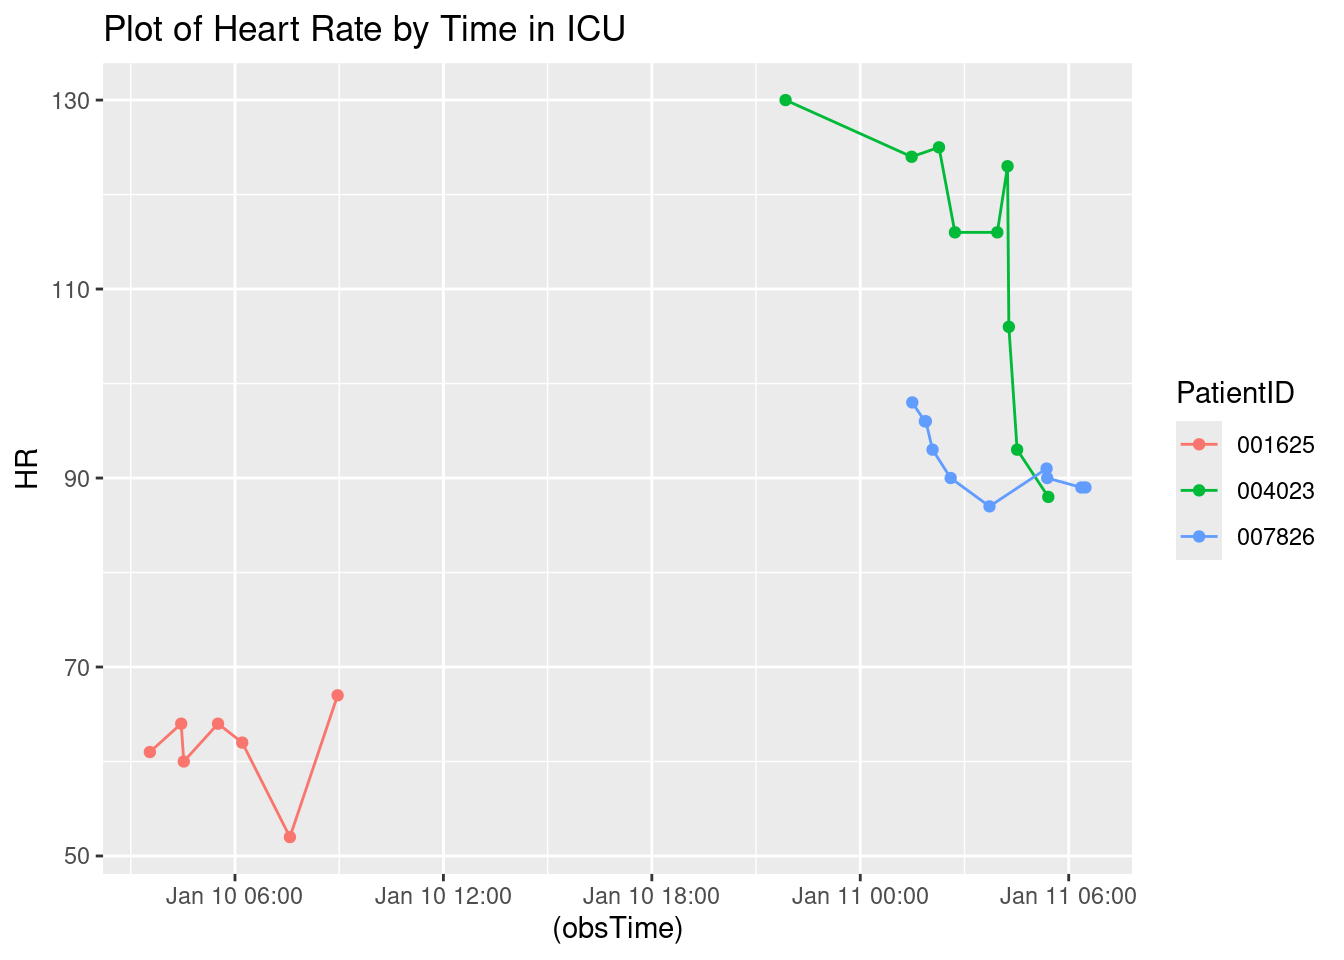 Plot of Heart Rate by Time in ICU
130
110
90
70
50
HR
Jan 10 06:00
Jan 10 12:00
Jan 10 18:00
Jan 11 00:00
Jan 11 06:00
(obsTime)
PatientID
001625
004023
007826